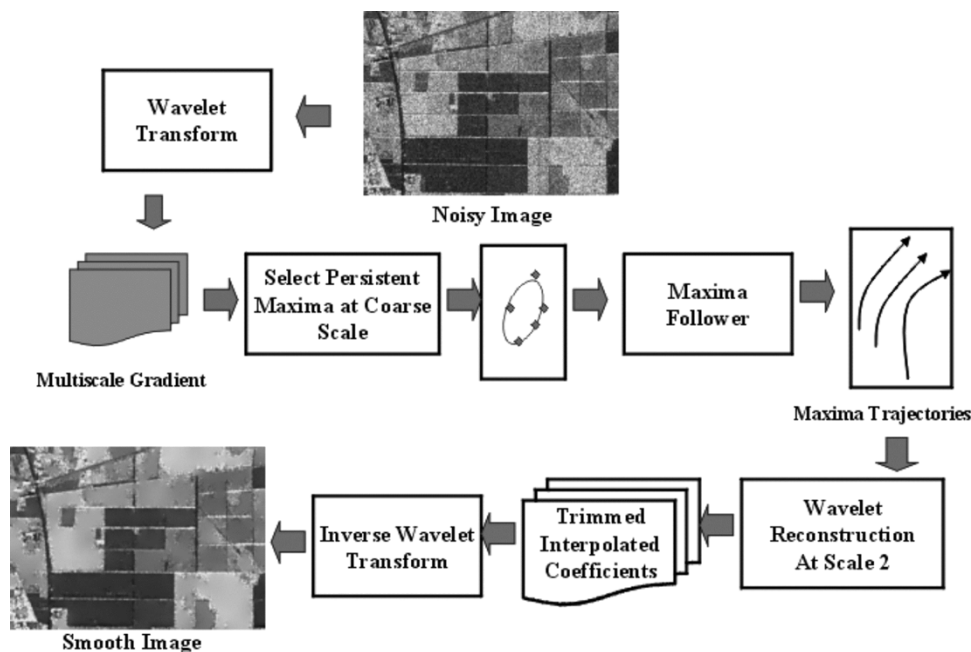 Wavelet
Transform
Noisy Image
Select Persistent
Maxima at Coarse
Scale
Maxima
Follower
Multiscale Gradient
Maxima Trajectories
Wavelet
Reconstruction
At Scale 2
Trimmed
Interpolated
Coefficients
Inverse Wavelet
Transform
Smooth Image